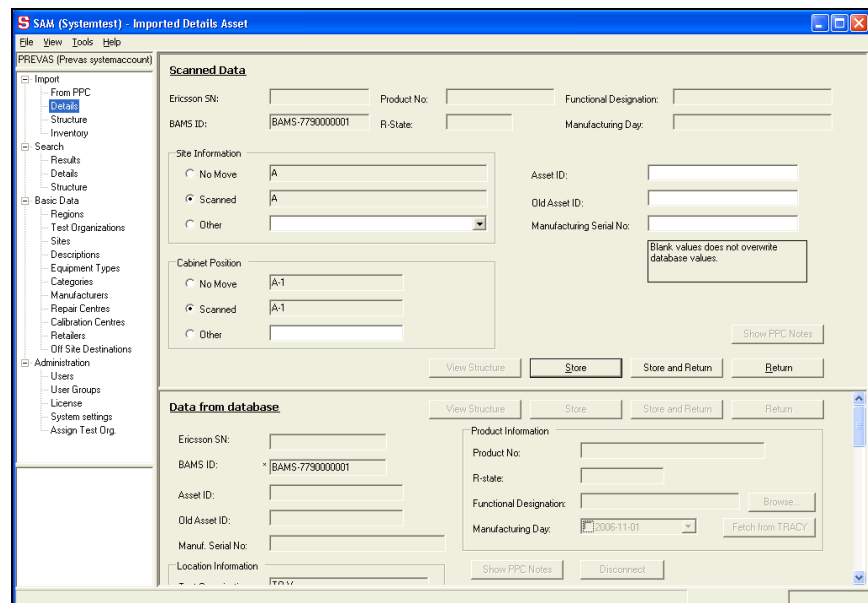 SAM (Systemtest) - Imported Details Asset
File View Tools Help
PREVAS (Prevas systemaccount)
Import
From PPC
Details
Structure
Inventory
Search
Results
Details
Structure
Basic Data
Regions
Test Organizations
Sites
Descriptions
Equipment Types
Categories
Manufacturers
Repair Centres
Calibration Centres
Retailers
Off Site Destinations
Administration
Users
User Groups
License
System settings
Assign Test Org.
Scanned Data
Ericsson SN: Product No: Functional Designation:
BAMS ID: BAMS-7790000001 R-State: Manufacturing Day:
Site Information
No Move A
Scanned A
Other
Asset ID:
Old Asset ID:
Manufacturing Serial No:
Blank values does not overwrite
database values.
Cabinet Position
No Move A-1
Scanned A-1
Other
Show PPC Notes
View Structure Store Store and Return Return
Data from database
View Structure Store Store and Return Return
Ericsson SN:
BAMS ID: * BAMS-7790000001
Asset ID:
Old Asset ID:
Manuf. Serial No:
Location Information
Product Information
Product No:
R-state:
Functional Designation: Browse...
Manufacturing Day: 2006-11-01 Fetch from TRACY
Show PPC Notes Disconnect